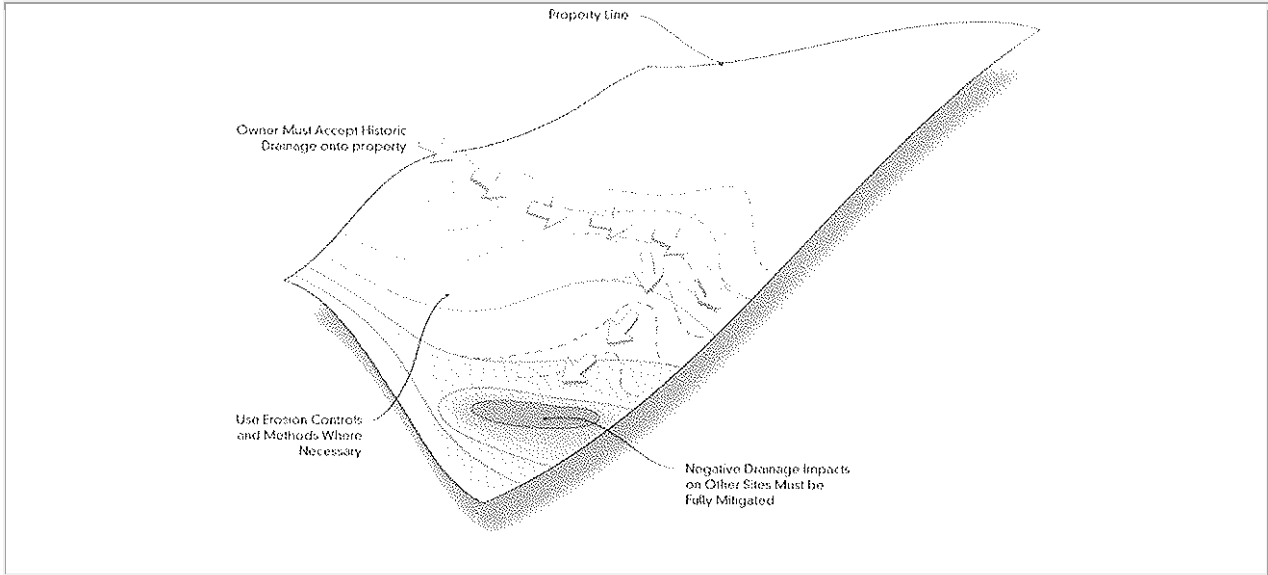 Property Line
Owner Must Accept Historic
Drainage onto property
Use Erosion Controls
and Methods Where
Necessary
Negative Drainage Impacts
on Other Sites Must be
Fully Mitigated